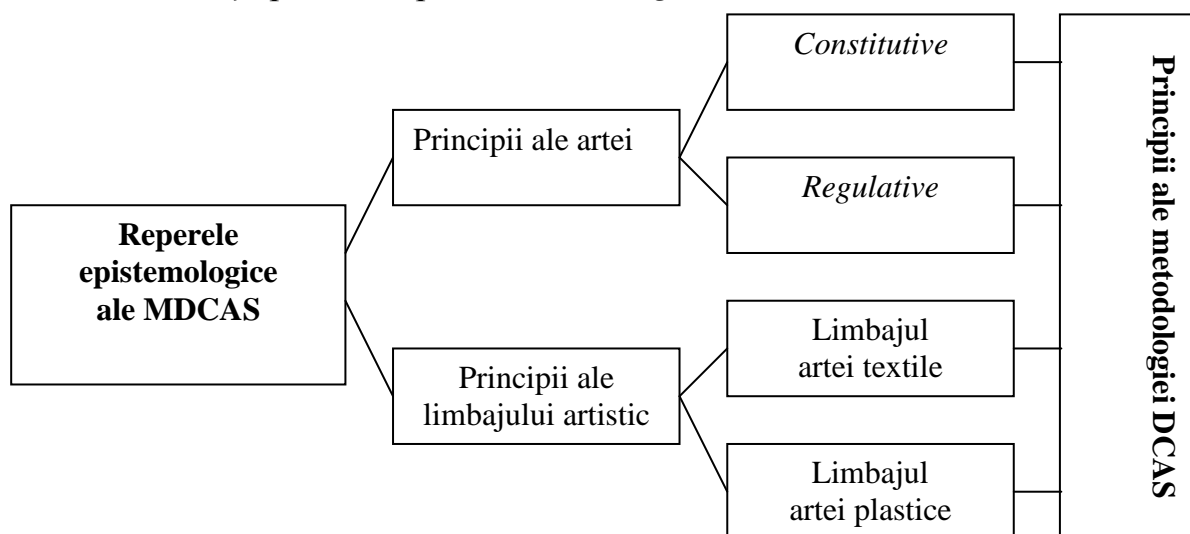 Constitutive
Principii ale artei
Regulative
Reperele
epistemologice
ale MDCAS
Limbajul
artei textile
Principii ale
limbajului artistic
Limbajul
artei plastice
Principii ale metodologiei DCAS